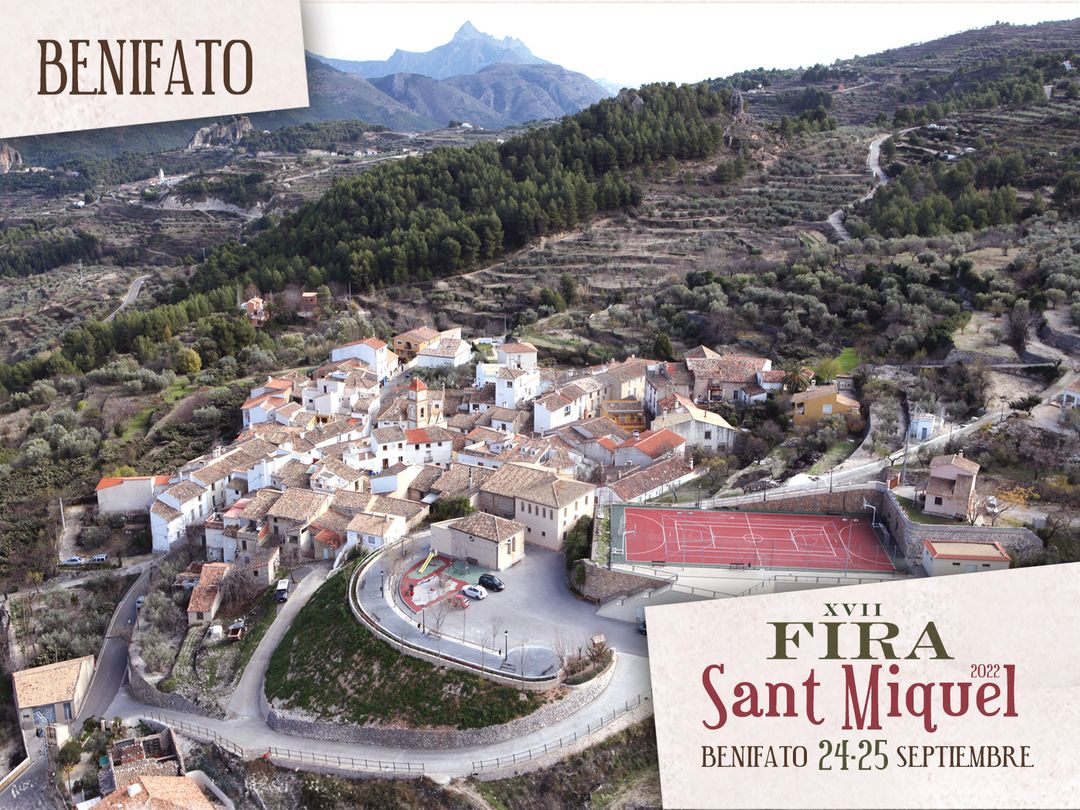 BENIFATO
XVII
FIRA
2022
Sant Miquel
BENIFATO 24·25 SEPTIEMBRE